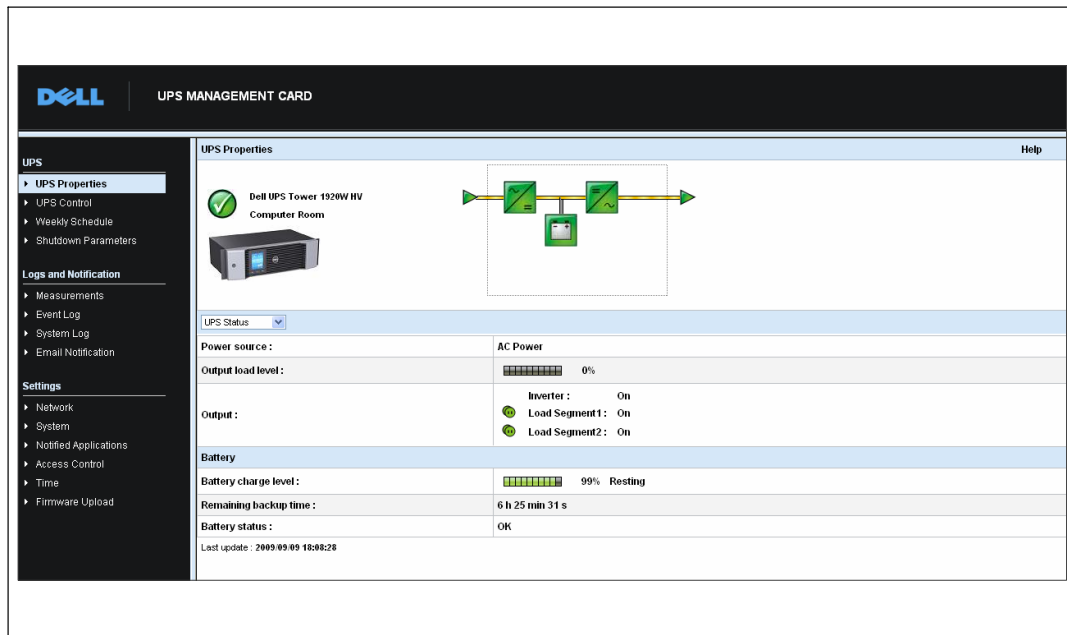 DELL
UPS MANAGEMENT CARD
UPS
UPS Properties
UPS Control
Weekly Schedule
Shutdown Parameters
Logs and Notification
Measurements
Event Log
System Log
Email Notification
Settings
Network
System
Notified Applications
Access Control
Time
Firmware Upload
UPS Properties Help
Dell UPS Tower 1920W HV
Computer Room
UPS Status
Power source : AC Power
Output load level : 0%
Output :
Inverter : On
Load Segment1 : On
Load Segment2 : On
Battery
Battery charge level : 99% Resting
Remaining backup time : 6 h 25 min 31 s
Battery status : OK
Last update : 2009/09/09 18:08:28